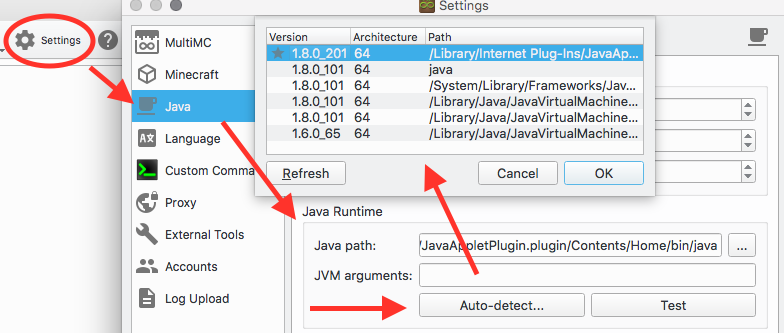 Settings
Settings
MultiMC
Minecraft
Java
Language
Custom Comma
Proxy
External Tools
Accounts
Log Upload
Version Architecture Path
1.8.0_201 64 /Library/Internet Plug-Ins/JavaAp...
1.8.0_101 64 java
1.8.0_101 64 /System/Library/Frameworks/Jav...
1.8.0_101 64 /Library/Java/JavaVirtualMachine...
1.8.0_101 64 /Library/Java/JavaVirtualMachine...
1.6.0_65 64 /Library/Java/JavaVirtualMachine...
Refresh Cancel OK
Java Runtime
Java path: /JavaAppletPlugin.plugin/Contents/Home/bin/java ...
JVM arguments:
Auto-detect... Test